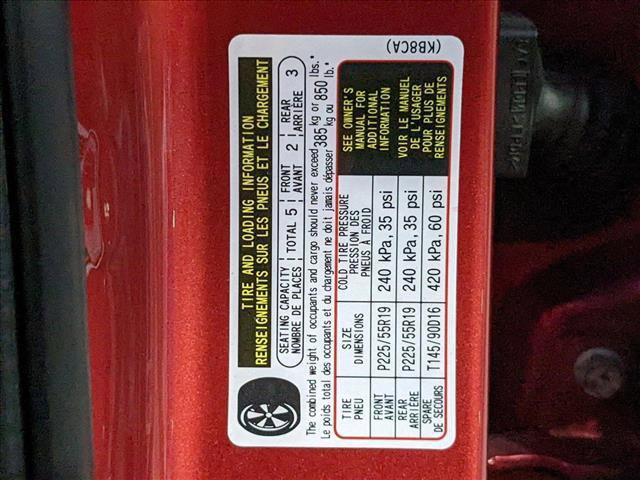 TIRE AND LOADING INFORMATION
RENSEIGNEMENTS SUR LES PNEUS ET LE CHARGEMENT
SEATING CAPACITY
NOMBRE DE PLACES
TOTAL 5
FRONT
AVANT
2
REAR
ARRIÈRE
3
The combined weight of occupants and cargo should never exceed 385 kg or 850 lbs.*
Le poids total des occupants et du chargement ne doit jamais dépasser kg ou lb.*
TIRE
PNEU
SIZE
DIMENSIONS
COLD TIRE PRESSURE
PRESSION DES
PNEUS À FROID
FRONT
AVANT
P225/55R19
240 kPa, 35 psi
REAR
ARRIÈRE
P225/55R19
240 kPa, 35 psi
SPARE
DE SECOURS
T145/90D16
420 kPa, 60 psi
SEE OWNER'S
MANUAL FOR
ADDITIONAL
INFORMATION
VOIR LE MANUEL
DE L'USAGER
POUR PLUS DE
RENSEIGNEMENTS
(KB8CA)